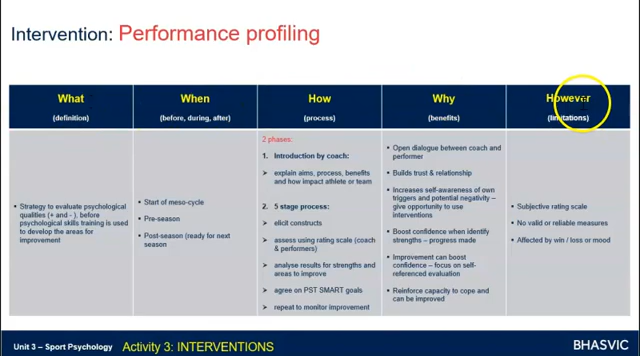 Intervention: Performance profiling
What
(definition)
When
(before, during, after)
How
(process)
Why
(benefits)
However
(limitations)
Strategy to evaluate psychological
qualities (+ and -), before
psychological skills training is used
to develop the areas for
improvement
Start of meso-cycle
Pre-season
Post-season (ready for next
season
2 phases:
1. Introduction by coach:
explain aims, process, benefits
and how impact athlete or team
2. 5 stage process:
elicit constructs
assess using rating scale (coach
& performers)
analyse results for strengths and
areas to improve
agree on PST SMART goals
repeat to monitor improvement
Open dialogue between coach and
performer
Builds trust & relationship
Increases self-awareness of own
triggers and potential negativity –
give opportunity to use
interventions
Boost confidence when identify
strengths – progress made
Improvement can boost
confidence – focus on self-
referenced evaluation
Reinforce capacity to cope and
can be improved
Subjective rating scale
No valid or reliable measures
Affected by win / loss or mood
Unit 3 – Sport Psychology
Activity 3: INTERVENTIONS
BHASVIC